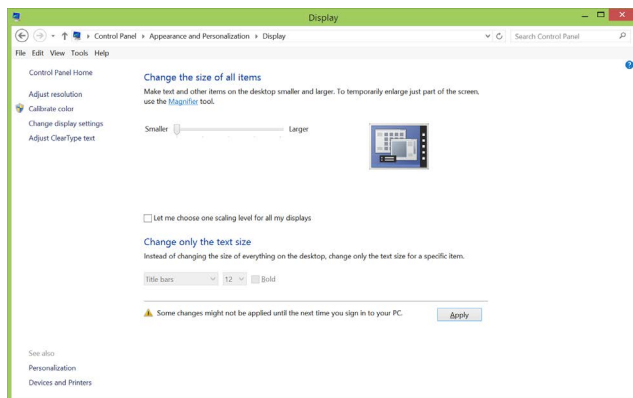 Display
Control Panel Appearance and Personalization Display
Search Control Panel
File Edit View Tools Help
Control Panel Home
Adjust resolution
Calibrate color
Change display settings
Adjust ClearType text
Change the size of all items
Make text and other items on the desktop smaller and larger. To temporarily enlarge just part of the screen,
use the Magnifier tool.
Smaller Larger
Let me choose one scaling level for all my displays
Change only the text size
Instead of changing the size of everything on the desktop, change only the text size for a specific item.
Title bars 12 Bold
Some changes might not be applied until the next time you sign in to your PC.
Apply
See also
Personalization
Devices and Printers